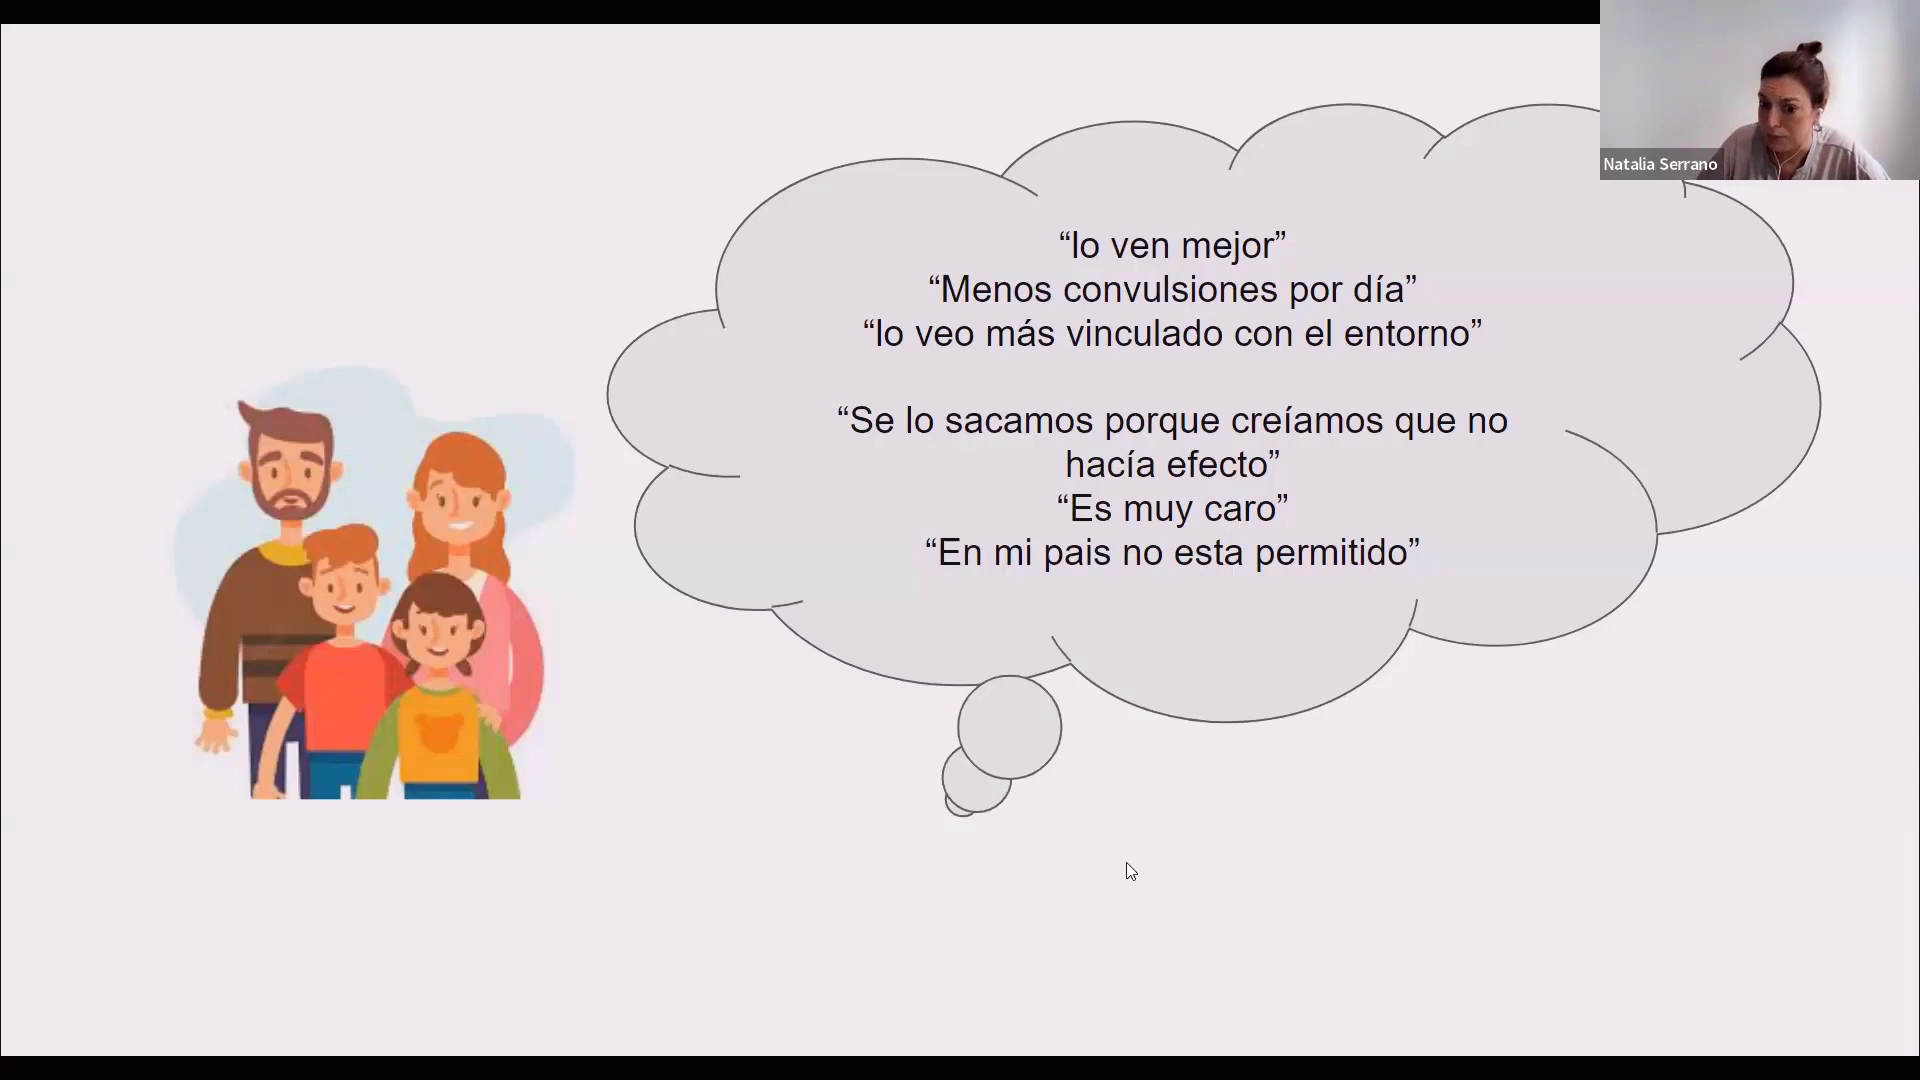 Natalia Serrano
“lo ven mejor”
“Menos convulsiones por día”
“lo veo más vinculado con el entorno”
“Se lo sacamos porque creíamos que no
hacía efecto”
“Es muy caro”
“En mi pais no esta permitido”